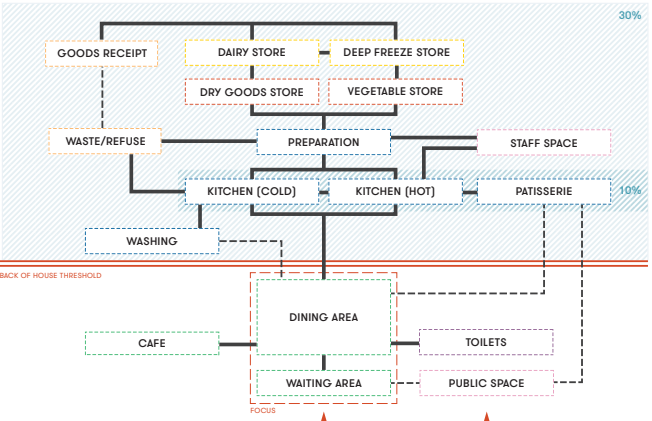 30%
GOODS RECEIPT
DAIRY STORE
DEEP FREEZE STORE
DRY GOODS STORE
VEGETABLE STORE
WASTE/REFUSE
PREPARATION
STAFF SPACE
KITCHEN (COLD)
KITCHEN (HOT)
PATISSERIE
10%
WASHING
BACK OF HOUSE THRESHOLD
DINING AREA
CAFE
TOILETS
WAITING AREA
PUBLIC SPACE
FOCUS